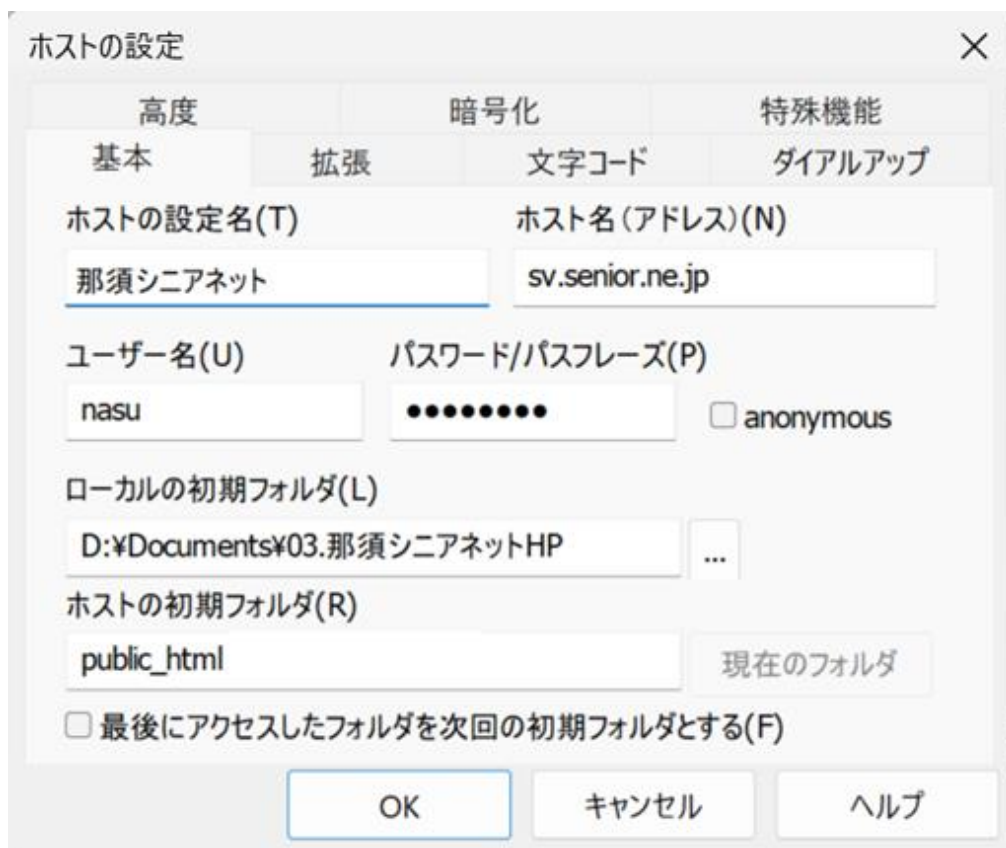 ホストの設定
高度 暗号化 特殊機能
基本 拡張 文字コード ダイアルアップ
ホストの設定名(T) ホスト名(アドレス)(N)
那須シニアネット sv.senior.ne.jp
ユーザー名(U) パスワード/パスフレーズ(P)
nasu ●●●●●●●● anonymous
ローカルの初期フォルダ(L)
D:¥Documents¥03.那須シニアネットHP ...
ホストの初期フォルダ(R)
public_html 現在のフォルダ
最後にアクセスしたフォルダを次回の初期フォルダとする(F)
OK キャンセル ヘルプ